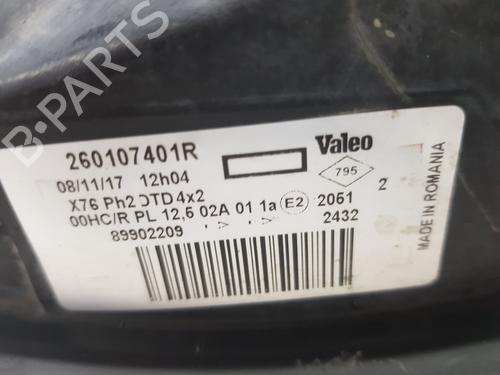 B-PARTS
260107401R
Valeo
08/11/17 12h04
795
X76 Ph2 DTD 4x2
2
00HC/R PL 12,5 02A 01 1a E2 2051
89902209
2432
MADE IN ROMANIA